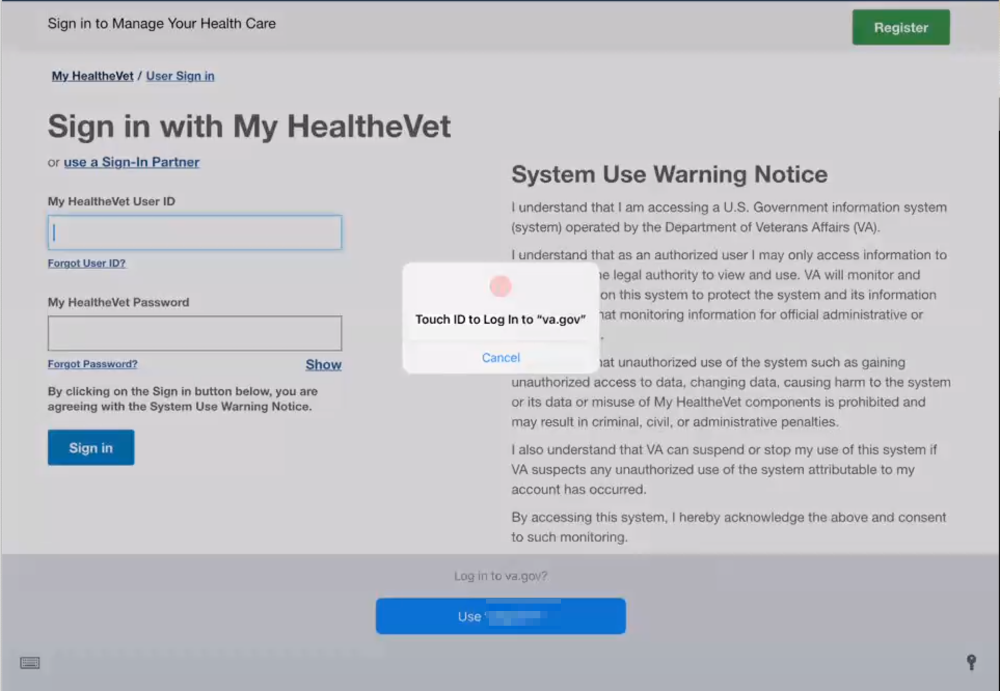 Sign in to Manage Your Health Care
Register
My HealtheVet / User Sign in
Sign in with My HealtheVet
or use a Sign-In Partner
My HealtheVet User ID
Forgot User ID?
My HealtheVet Password
Forgot Password?
Show
By clicking on the Sign in button below, you are
agreeing with the System Use Warning Notice.
Sign in
System Use Warning Notice
I understand that I am accessing a U.S. Government information system
(system) operated by the Department of Veterans Affairs (VA).
I understand that as an authorized user I may only access information to
legal authority to view and use. VA will monitor and
on this system to protect the system and its information
monitoring information for official administrative or
.
unauthorized use of the system such as gaining
unauthorized access to data, changing data, causing harm to the system
or its data or misuse of My HealtheVet components is prohibited and
may result in criminal, civil, or administrative penalties.
I also understand that VA can suspend or stop my use of this system if
VA suspects any unauthorized use of the system attributable to my
account has occurred.
By accessing this system, I hereby acknowledge the above and consent
to such monitoring.
Touch ID to Log In to “va.gov”
Cancel
Log in to va.gov?
Use